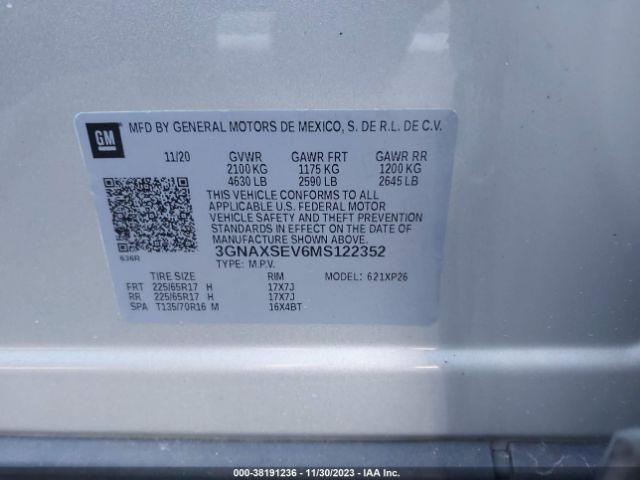 GM
MFD BY GENERAL MOTORS DE MEXICO, S. DE R.L. DE C.V.
11/20 GVWR GAWR FRT GAWR RR
2100 KG 1175 KG 1200 KG
4630 LB 2590 LB 2645 LB
THIS VEHICLE CONFORMS TO ALL
APPLICABLE U.S. FEDERAL MOTOR
VEHICLE SAFETY AND THEFT PREVENTION
STANDARDS IN EFFECT ON THE DATE OF
MANUFACTURE SHOWN ABOVE.
636R
3GNAXSEV6MS122352
TYPE: M.P.V. MODEL: 621XP26
TIRE SIZE RIM
FRT 225/65R17 H 17X7J
RR 225/65R17 H 17X7J
SPA T135/70R16 M 16X4BT
000-38191236 - 11/30/2023 - IAA Inc.